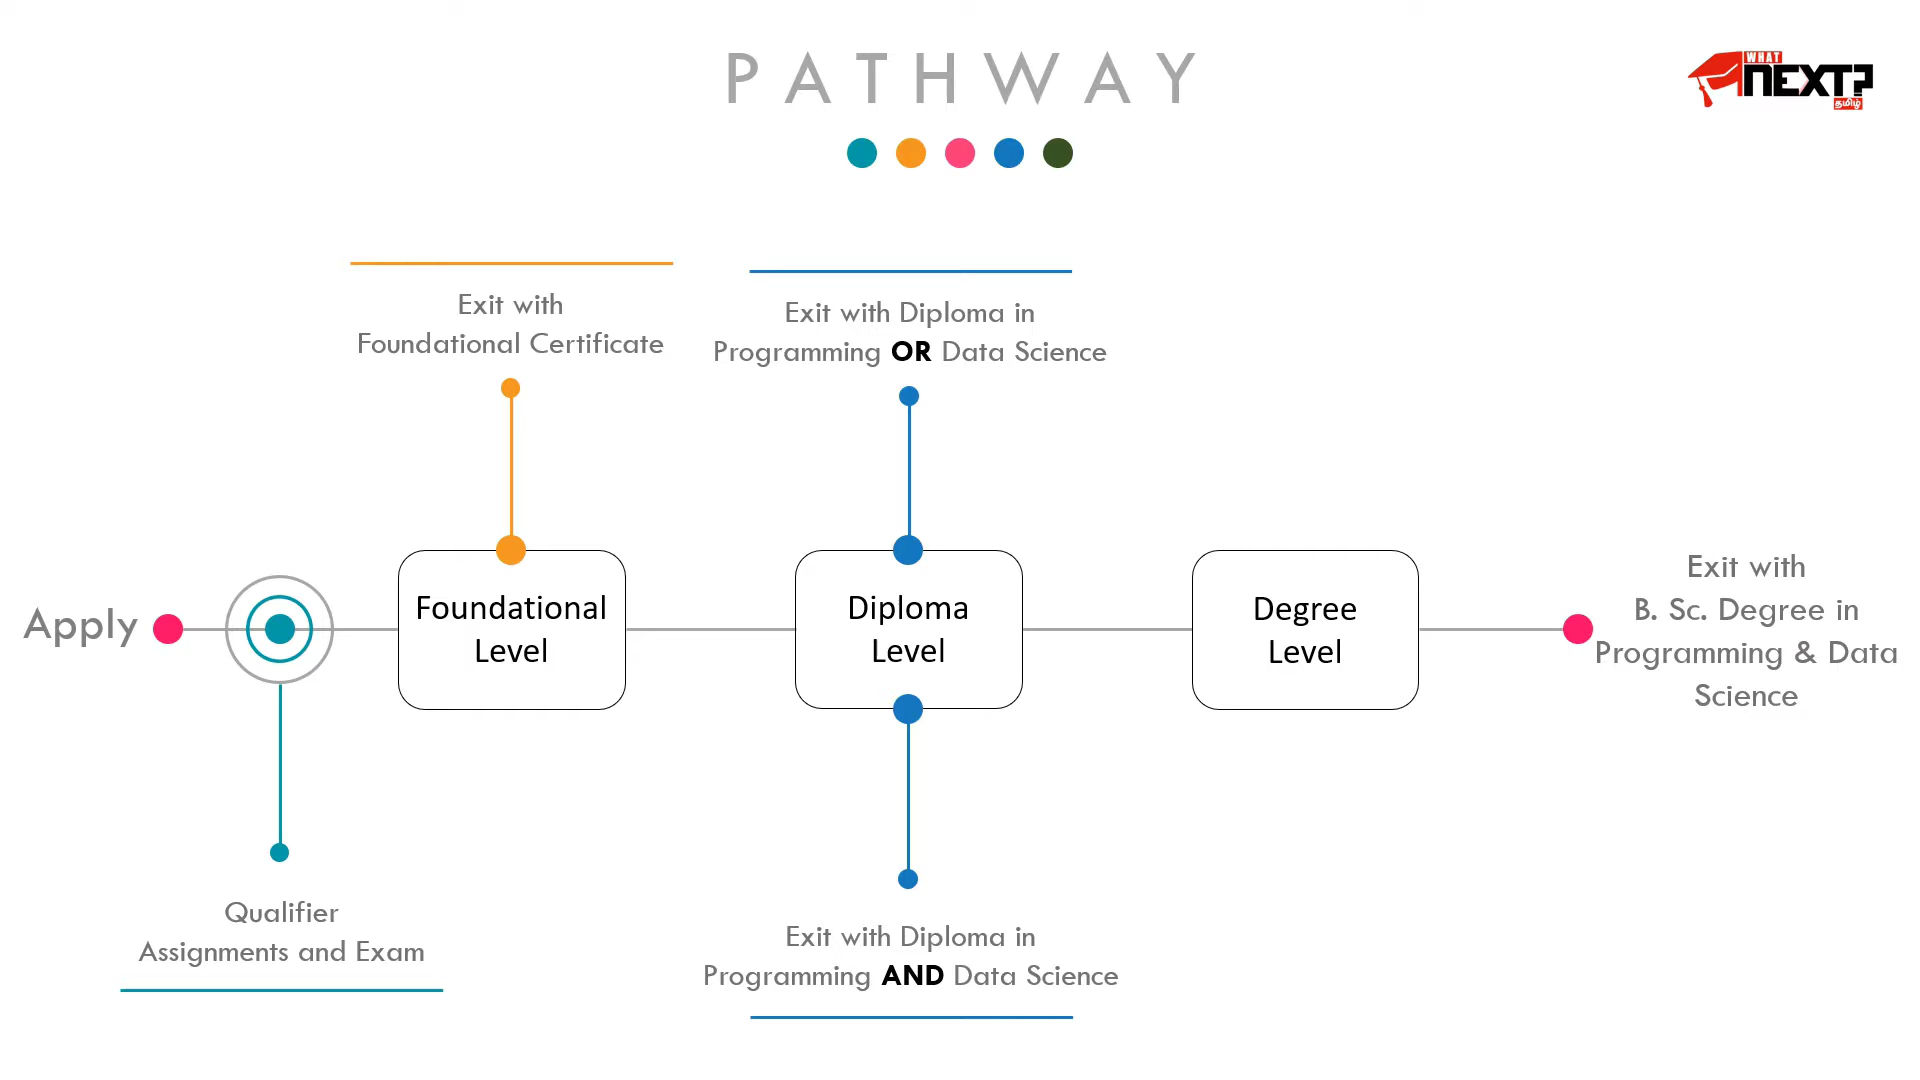 PATHWAY
WHAT
NEXT?
தமிழ்
Exit with
Foundational Certificate
Exit with Diploma in
Programming OR Data Science
Apply
Foundational
Level
Diploma
Level
Degree
Level
Exit with
B. Sc. Degree in
Programming & Data
Science
Qualifier
Assignments and Exam
Exit with Diploma in
Programming AND Data Science